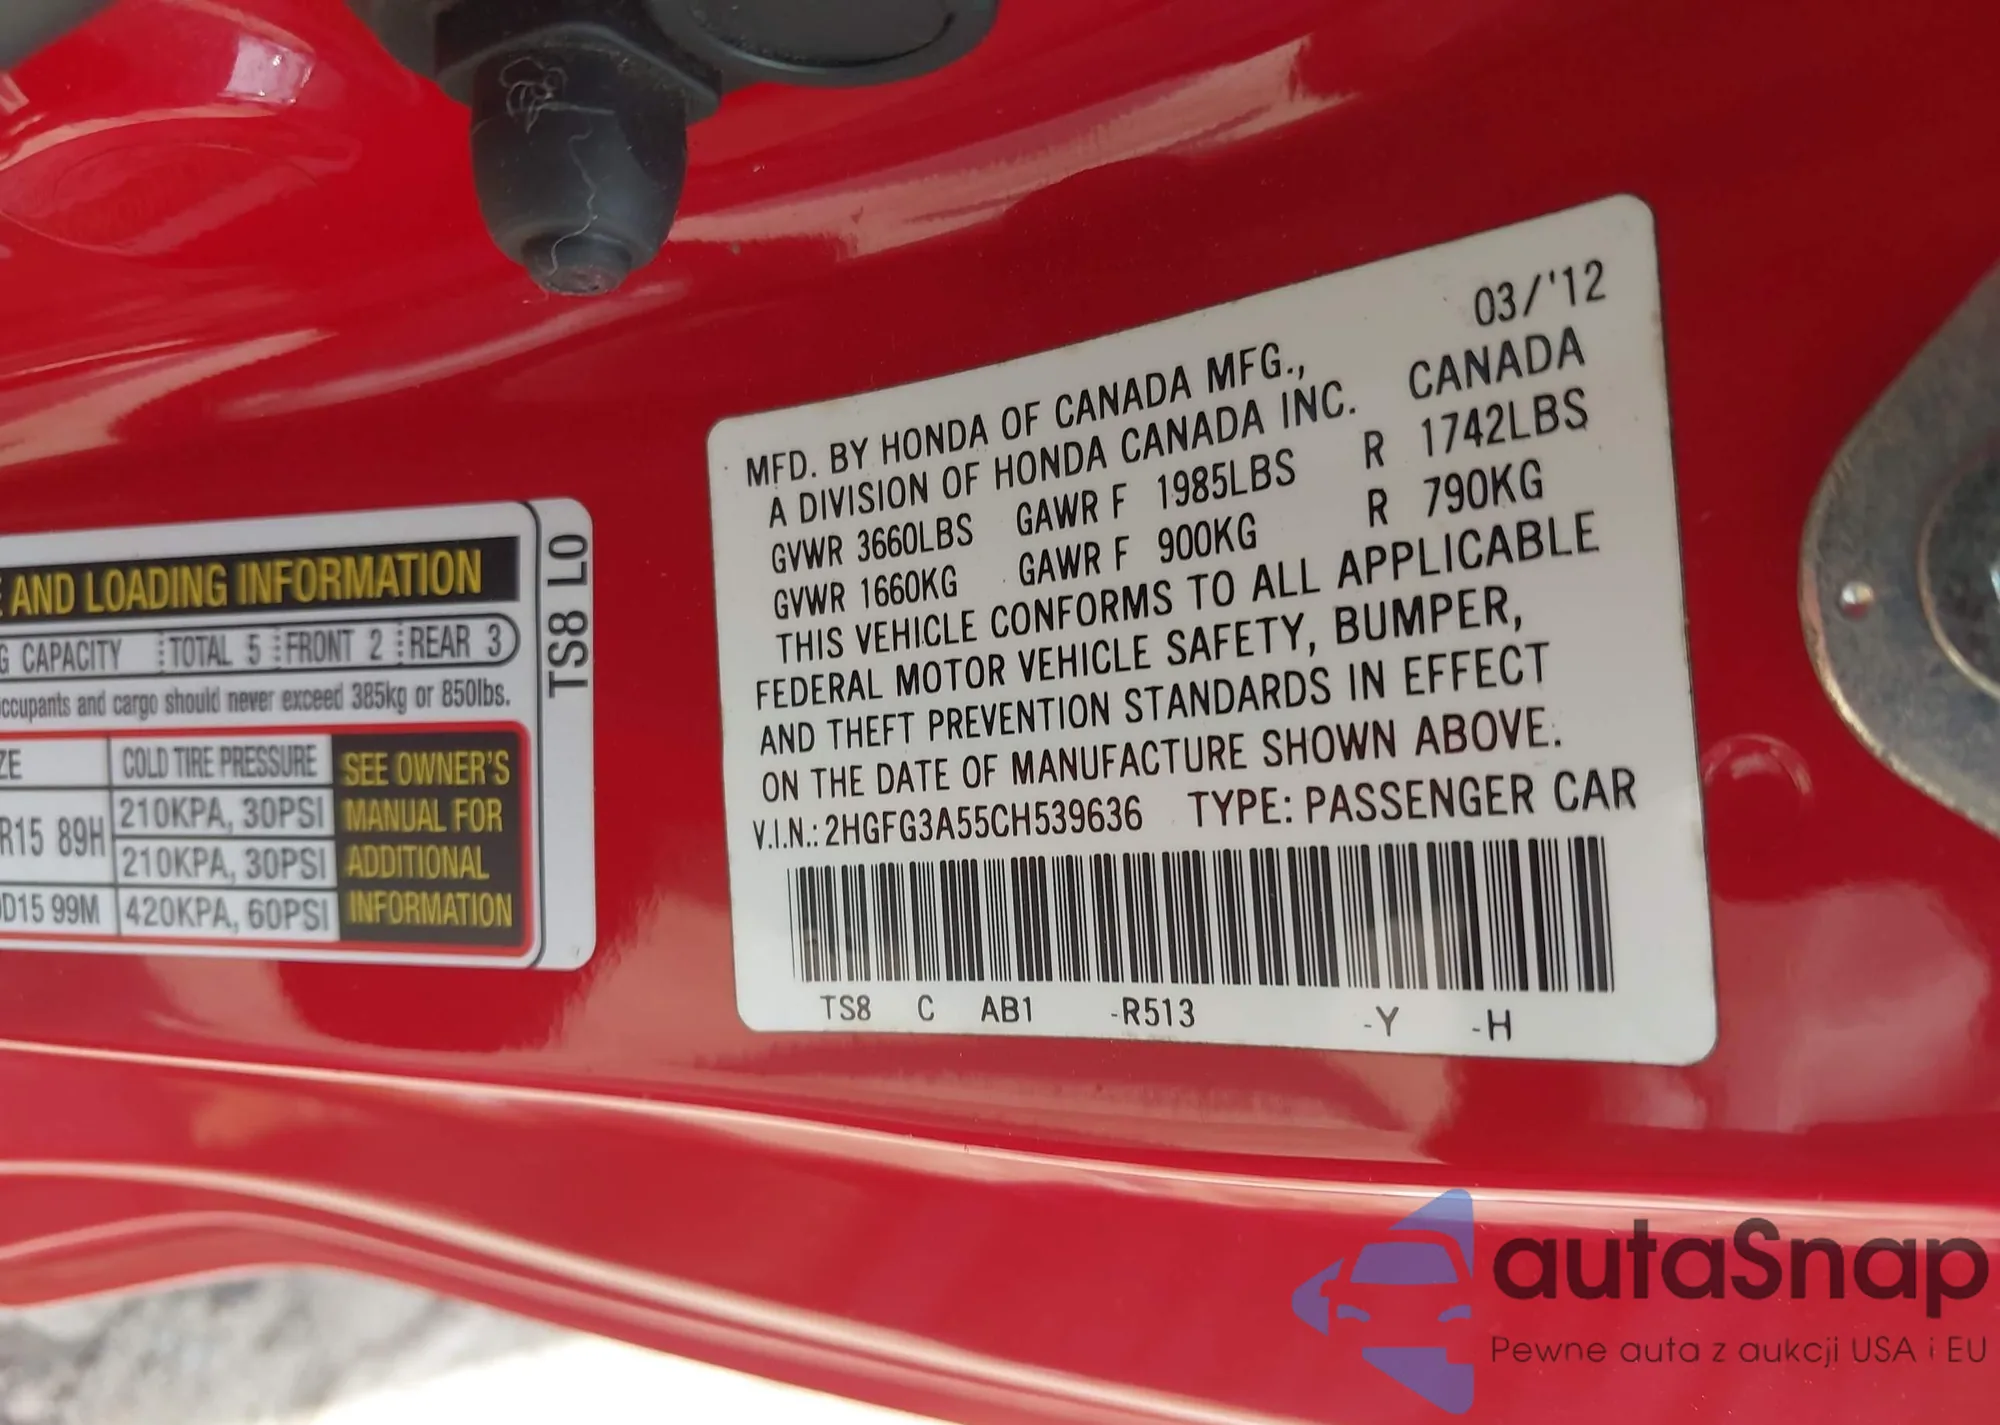 AND LOADING INFORMATION
G CAPACITY TOTAL 5 FRONT 2 REAR 3
ccupants and cargo should never exceed 385kg or 850lbs.
ZE COLD TIRE PRESSURE
R15 89H 210KPA, 30PSI
210KPA, 30PSI
D15 99M 420KPA, 60PSI
SEE OWNER'S
MANUAL FOR
ADDITIONAL
INFORMATION
TS8 L0
03/'12
MFD. BY HONDA OF CANADA MFG.,
A DIVISION OF HONDA CANADA INC. CANADA
GVWR 3660LBS GAWR F 1985LBS R 1742LBS
GVWR 1660KG GAWR F 900KG R 790KG
THIS VEHICLE CONFORMS TO ALL APPLICABLE
FEDERAL MOTOR VEHICLE SAFETY, BUMPER,
AND THEFT PREVENTION STANDARDS IN EFFECT
ON THE DATE OF MANUFACTURE SHOWN ABOVE.
V.I.N.: 2HGFG3A55CH539636 TYPE: PASSENGER CAR
TS8 C AB1 -R513 -Y -H
autaSnap
Pewne auta z aukcji USA i EU